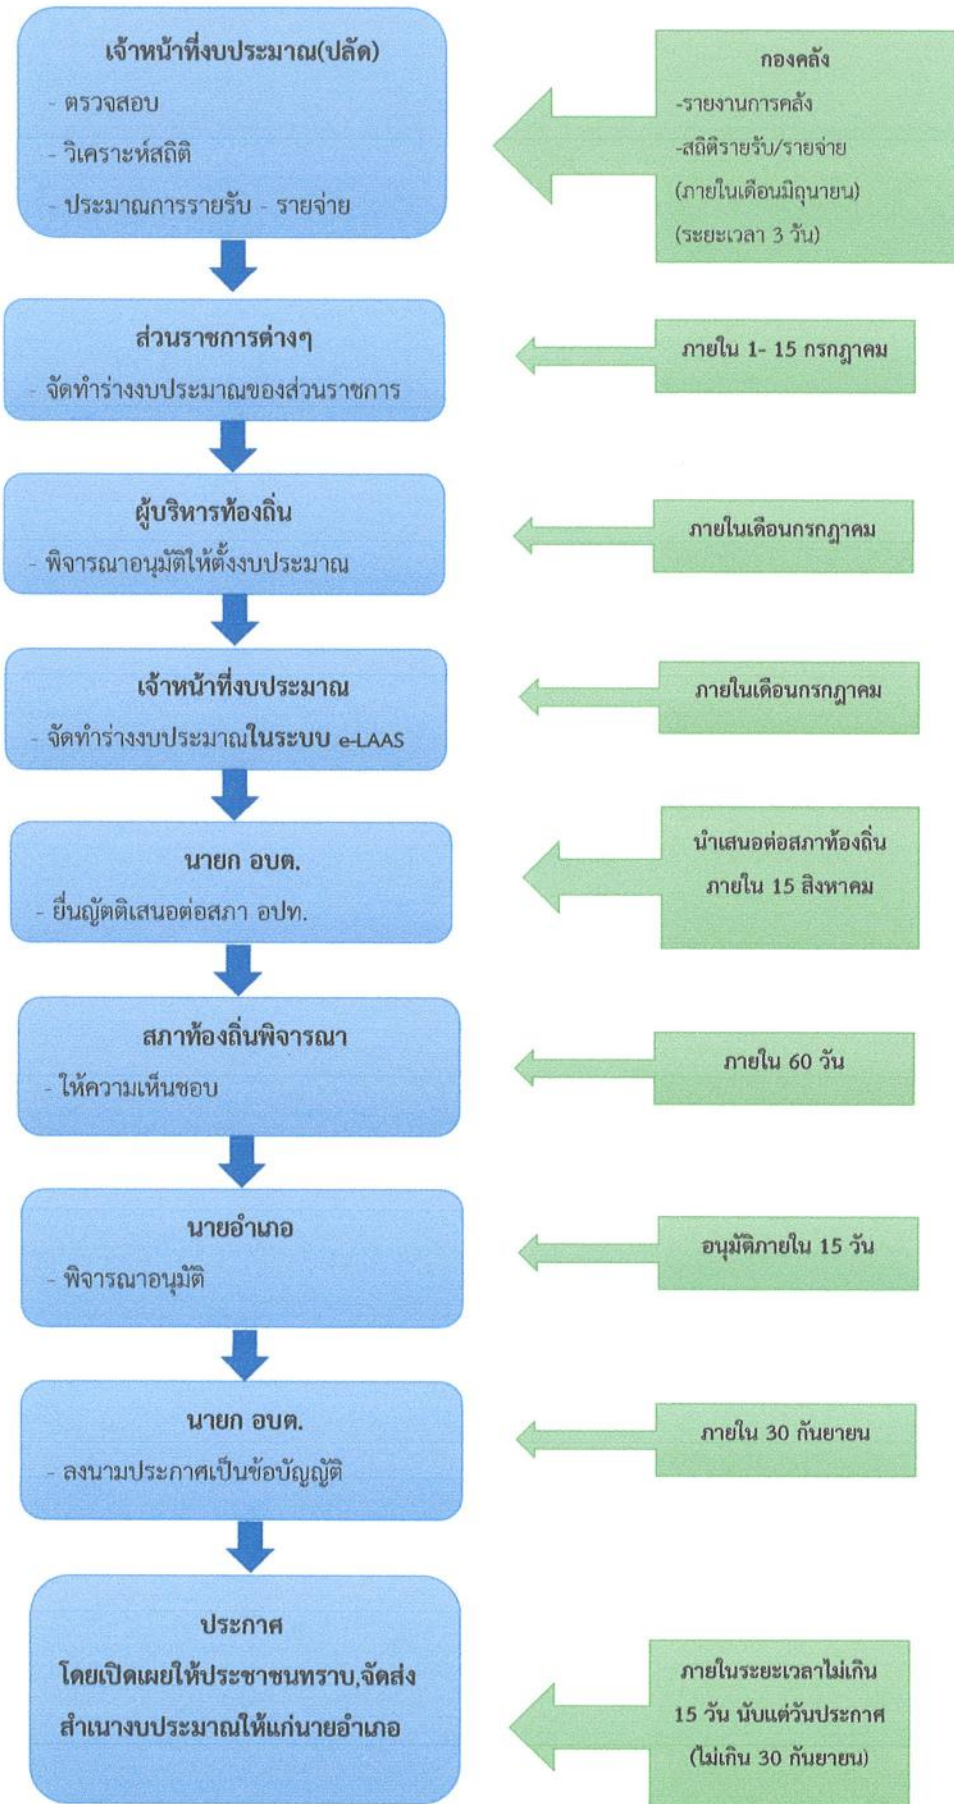 เจ้าหน้าที่งบประมาณ(ปลัด)
- ตรวจสอบ
- วิเคราะห์สถิติ
- ประมาณการรายรับ - รายจ่าย
กองคลัง
-รายงานการคลัง
-สถิติรายรับ/รายจ่าย
(ภายในเดือนมิถุนายน)
(ระยะเวลา 3 วัน)
ส่วนราชการต่างๆ
- จัดทำร่างงบประมาณของส่วนราชการ
ภายใน 1- 15 กรกฎาคม
ผู้บริหารท้องถิ่น
- พิจารณาอนุมัติให้ตั้งงบประมาณ
ภายในเดือนกรกฎาคม
เจ้าหน้าที่งบประมาณ
- จัดทำร่างงบประมาณในระบบ e-LAAS
ภายในเดือนกรกฎาคม
นายก อบต.
- ยื่นญัตติเสนอต่อสภา อปท.
นำเสนอต่อสภาท้องถิ่น
ภายใน 15 สิงหาคม
สภาท้องถิ่นพิจารณา
- ให้ความเห็นชอบ
ภายใน 60 วัน
นายอำเภอ
- พิจารณาอนุมัติ
อนุมัติภายใน 15 วัน
นายก อบต.
- ลงนามประกาศเป็นข้อบัญญัติ
ภายใน 30 กันยายน
ประกาศ
โดยเปิดเผยให้ประชาชนทราบ,จัดส่ง
สำเนางบประมาณให้แก่นายอำเภอ
ภายในระยะเวลาไม่เกิน
15 วัน นับแต่วันประกาศ
(ไม่เกิน 30 กันยายน)